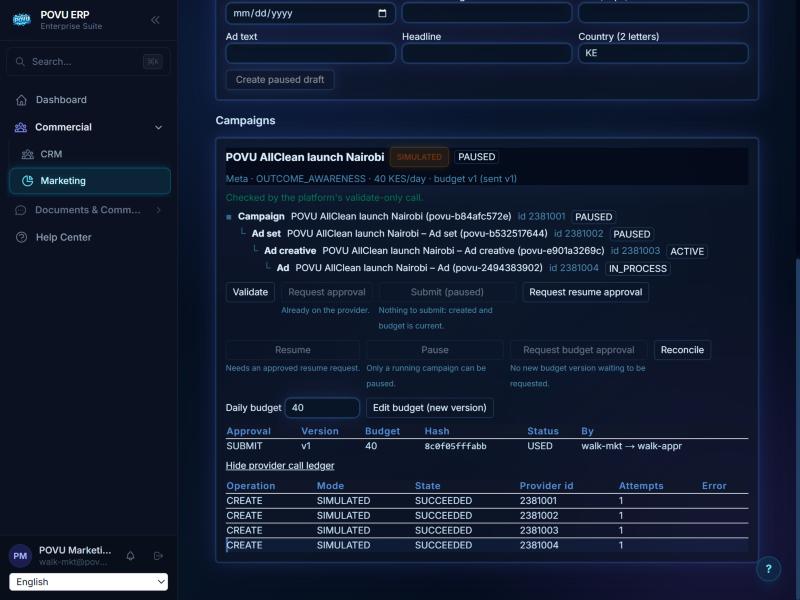 POVU ERP
Enterprise Suite
Search...
⌘K
Dashboard
Commercial
CRM
Marketing
Documents & Comm...
Help Center
POVU Marketi...
PM
walk-mkt@pov...
English
mm/dd/yyyy
Ad text Headline Country (2 letters)
KE
Create paused draft
Campaigns
POVU AllClean launch Nairobi SIMULATED PAUSED
Meta · OUTCOME_AWARENESS · 40 KES/day · budget v1 (sent v1)
Checked by the platform's validate-only call.
Campaign POVU AllClean launch Nairobi (povu-b84afc572e) id 2381001 PAUSED
Ad set POVU AllClean launch Nairobi – Ad set (povu-b532517644) id 2381002 PAUSED
Ad creative POVU AllClean launch Nairobi – Ad creative (povu-e901a3269c) id 2381003 ACTIVE
Ad POVU AllClean launch Nairobi – Ad (povu-2494383902) id 2381004 IN_PROCESS
Validate Request approval Submit (paused) Request resume approval
Already on the provider. Nothing to submit: created and
budget is current.
Resume Pause Request budget approval Reconcile
Needs an approved resume request. Only a running campaign can be No new budget version waiting to be
paused. requested.
Daily budget 40 Edit budget (new version)
Approval Version Budget Hash Status By
SUBMIT v1 40 8c0f05fffabb USED walk-mkt → walk-appr
Hide provider call ledger
Operation Mode State Provider id Attempts Error
CREATE SIMULATED SUCCEEDED 2381001 1
CREATE SIMULATED SUCCEEDED 2381002 1
CREATE SIMULATED SUCCEEDED 2381003 1
CREATE SIMULATED SUCCEEDED 2381004 1
?